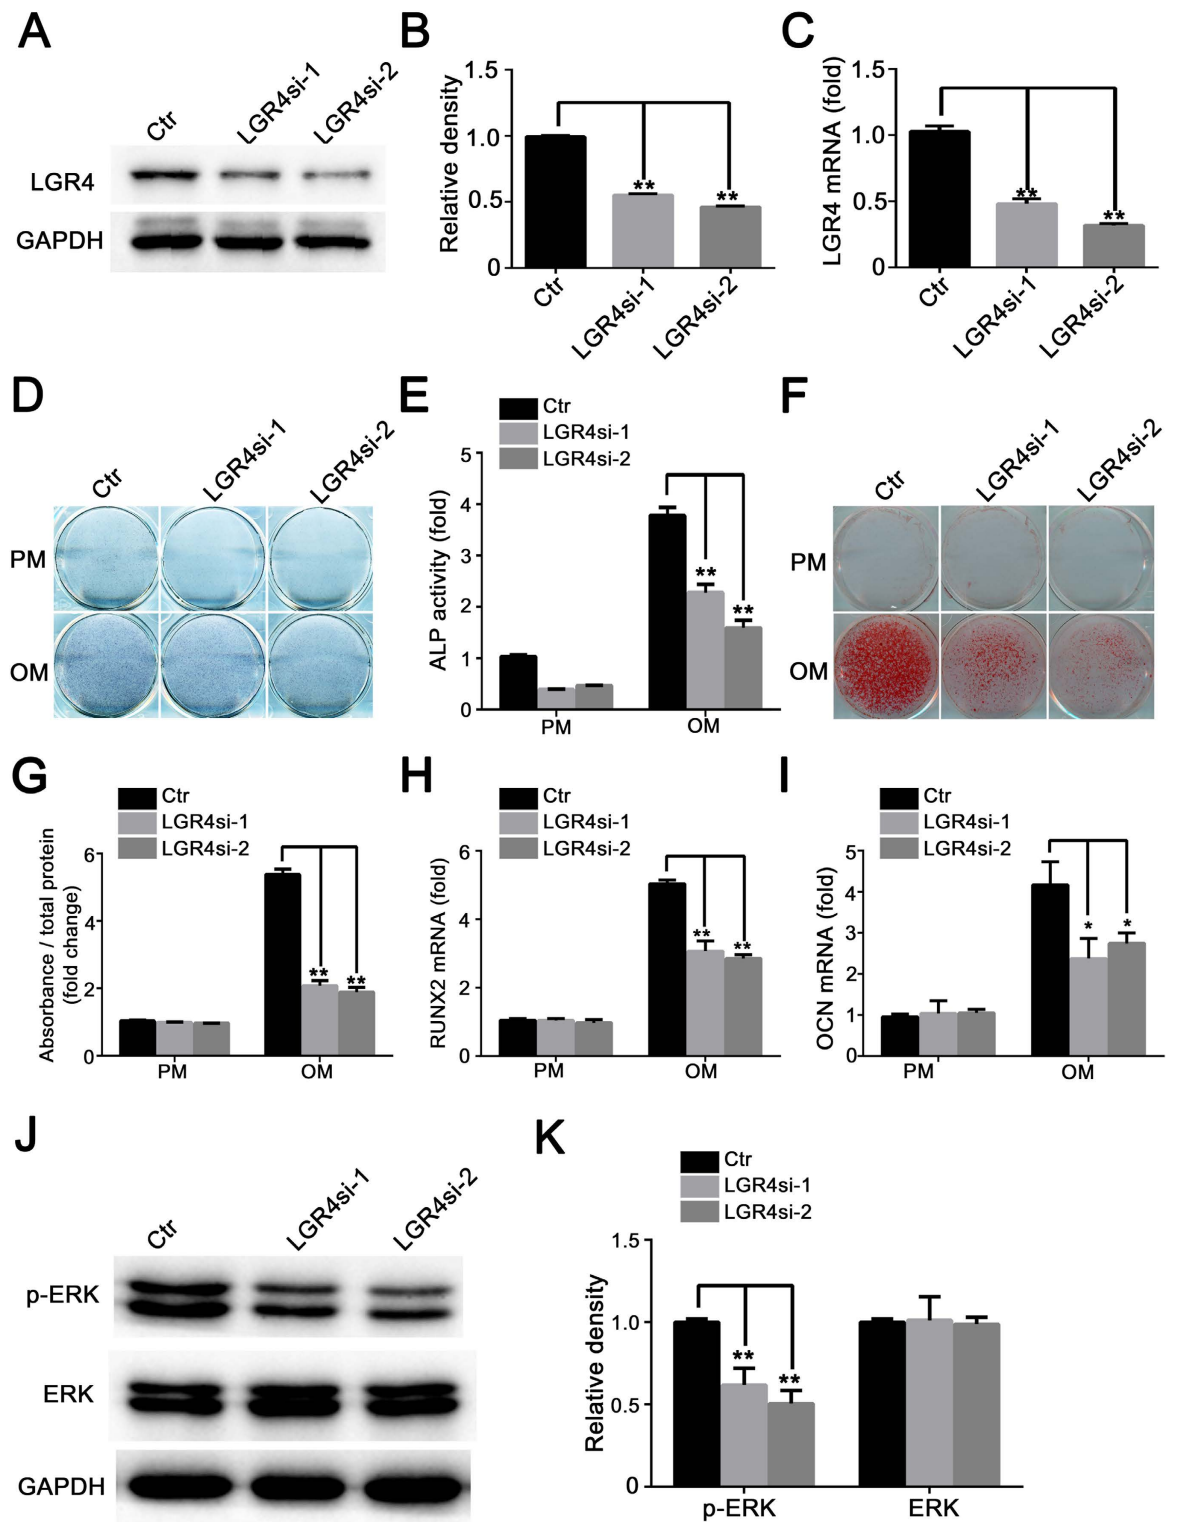 A
Ctr
LGR4si-1
LGR4si-2
LGR4
GAPDH
B
Relative density
1.5
1.0
0.5
0
**
**
Ctr
LGR4si-1
LGR4si-2
C
LGR4 mRNA (fold)
1.5
1.0
0.5
0
**
**
Ctr
LGR4si-1
LGR4si-2
D
Ctr
LGR4si-1
LGR4si-2
PM
OM
E
Ctr
LGR4si-1
LGR4si-2
ALP activity (fold)
5
4
3
2
1
0
**
**
PM
OM
F
Ctr
LGR4si-1
LGR4si-2
PM
OM
G
Ctr
LGR4si-1
LGR4si-2
Absorbance / total protein
(fold change)
6
4
2
0
**
**
PM
OM
H
Ctr
LGR4si-1
LGR4si-2
RUNX2 mRNA (fold)
6
4
2
0
**
**
PM
OM
I
Ctr
LGR4si-1
LGR4si-2
OCN mRNA (fold)
5
4
3
2
1
0
*
*
PM
OM
J
Ctr
LGR4si-1
LGR4si-2
p-ERK
ERK
GAPDH
K
Ctr
LGR4si-1
LGR4si-2
Relative density
1.5
1.0
0.5
0
**
**
p-ERK
ERK